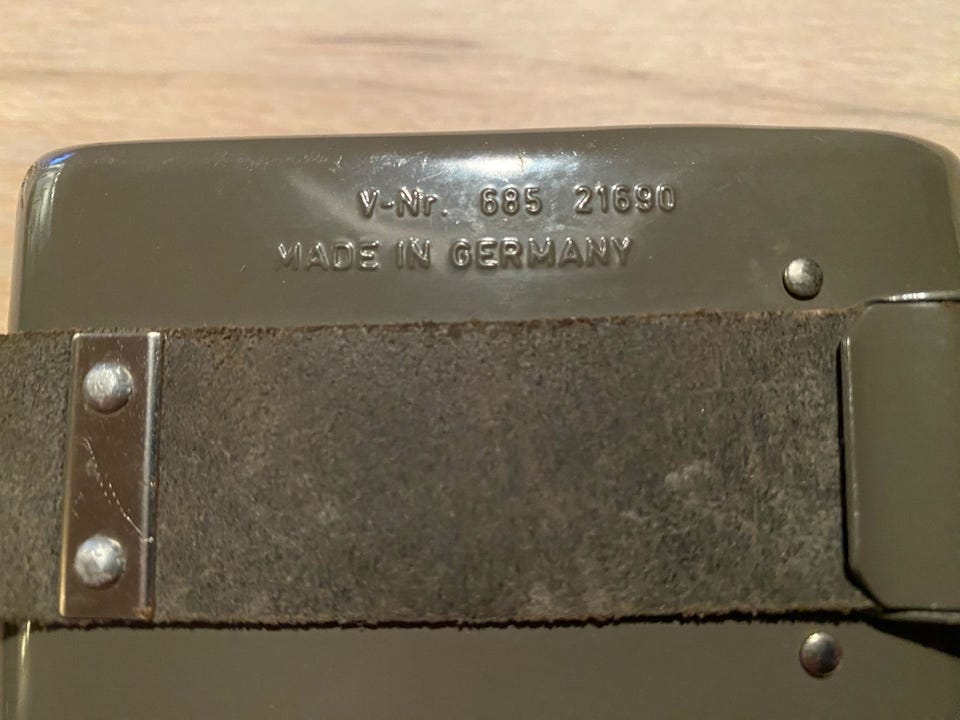 V-Nr. 685 21690
MADE IN GERMANY